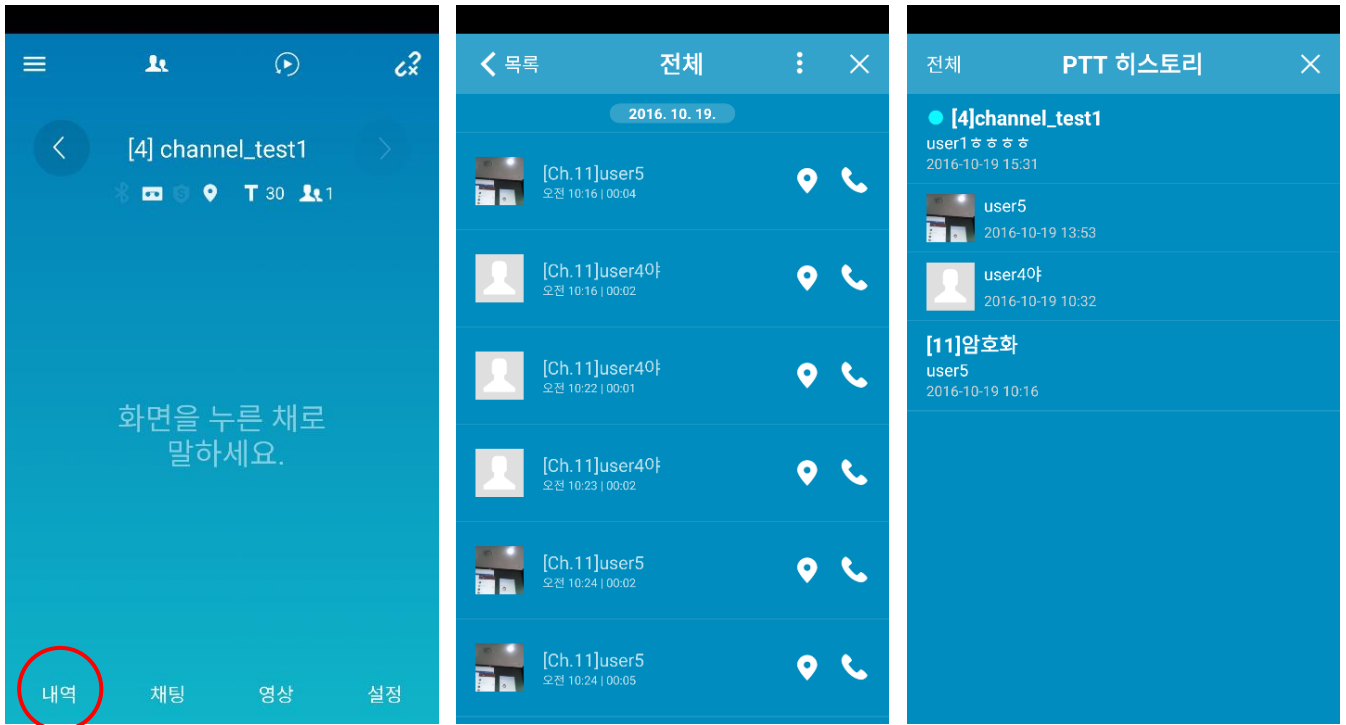 [4] channel_test1
T 30 1
화면을 누른 채로
말하세요.
내역 채팅 영상 설정
목록 전체
2016. 10. 19.
[Ch.11]user5
오전 10:16 | 00:04
[Ch.11]user4야
오전 10:16 | 00:02
[Ch.11]user4야
오전 10:22 | 00:01
[Ch.11]user4야
오전 10:23 | 00:02
[Ch.11]user5
오전 10:24 | 00:02
[Ch.11]user5
오전 10:24 | 00:05
전체 PTT 히스토리
[4]channel_test1
user1ㅎㅎㅎㅎ
2016-10-19 15:31
user5
2016-10-19 13:53
user4야
2016-10-19 10:32
[11]암호화
user5
2016-10-19 10:16